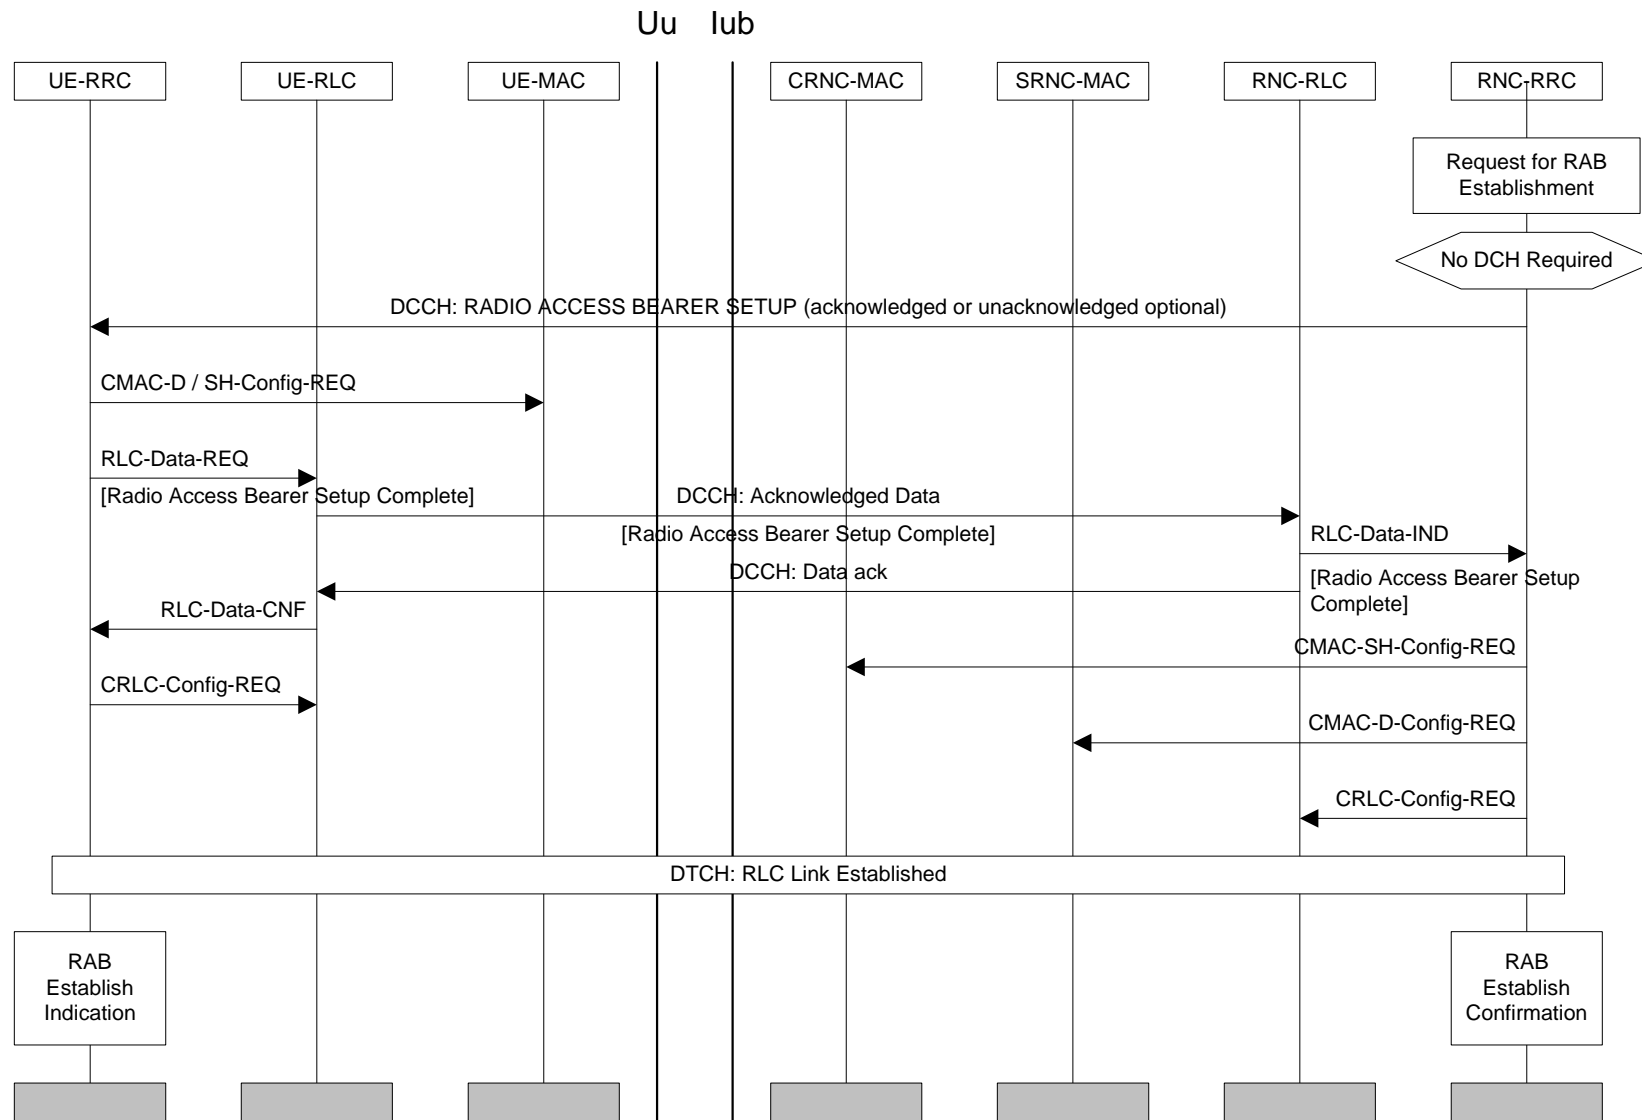 Uu Iub
UE-RRC UE-RLC UE-MAC CRNC-MAC SRNC-MAC RNC-RLC RNC-RRC
Request for RAB
Establishment
No DCH Required
DCCH: RADIO ACCESS BEARER SETUP (acknowledged or unacknowledged optional)
CMAC-D / SH-Config-REQ
RLC-Data-REQ
[Radio Access Bearer Setup Complete]
DCCH: Acknowledged Data
[Radio Access Bearer Setup Complete]
RLC-Data-IND
[Radio Access Bearer Setup
Complete]
DCCH: Data ack
RLC-Data-CNF
CMAC-SH-Config-REQ
CRLC-Config-REQ
CMAC-D-Config-REQ
CRLC-Config-REQ
DTCH: RLC Link Established
RAB
Establish
Indication
RAB
Establish
Confirmation